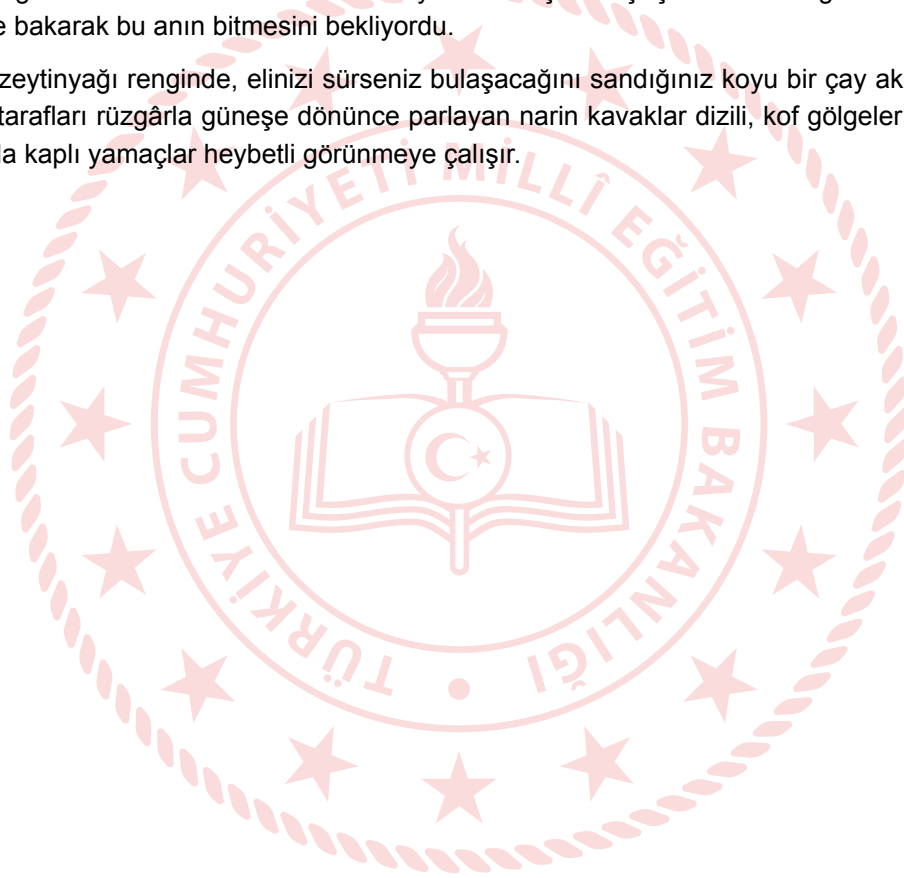 e bakarak bu anın bitmesini bekliyordu.
zeytinyağı renginde, elinizi sürseniz bulaşacağını sandığınız koyu bir çay ak
tarafları rüzgârla güneşe dönünce parlayan narin kavaklar dizili, kof gölgeler
la kaplı yamaçlar heybetli görünmeye çalışır.
TÜRKİYE CUMHURİYETİ MİLLÎ EĞİTİM BAKANLIĞI